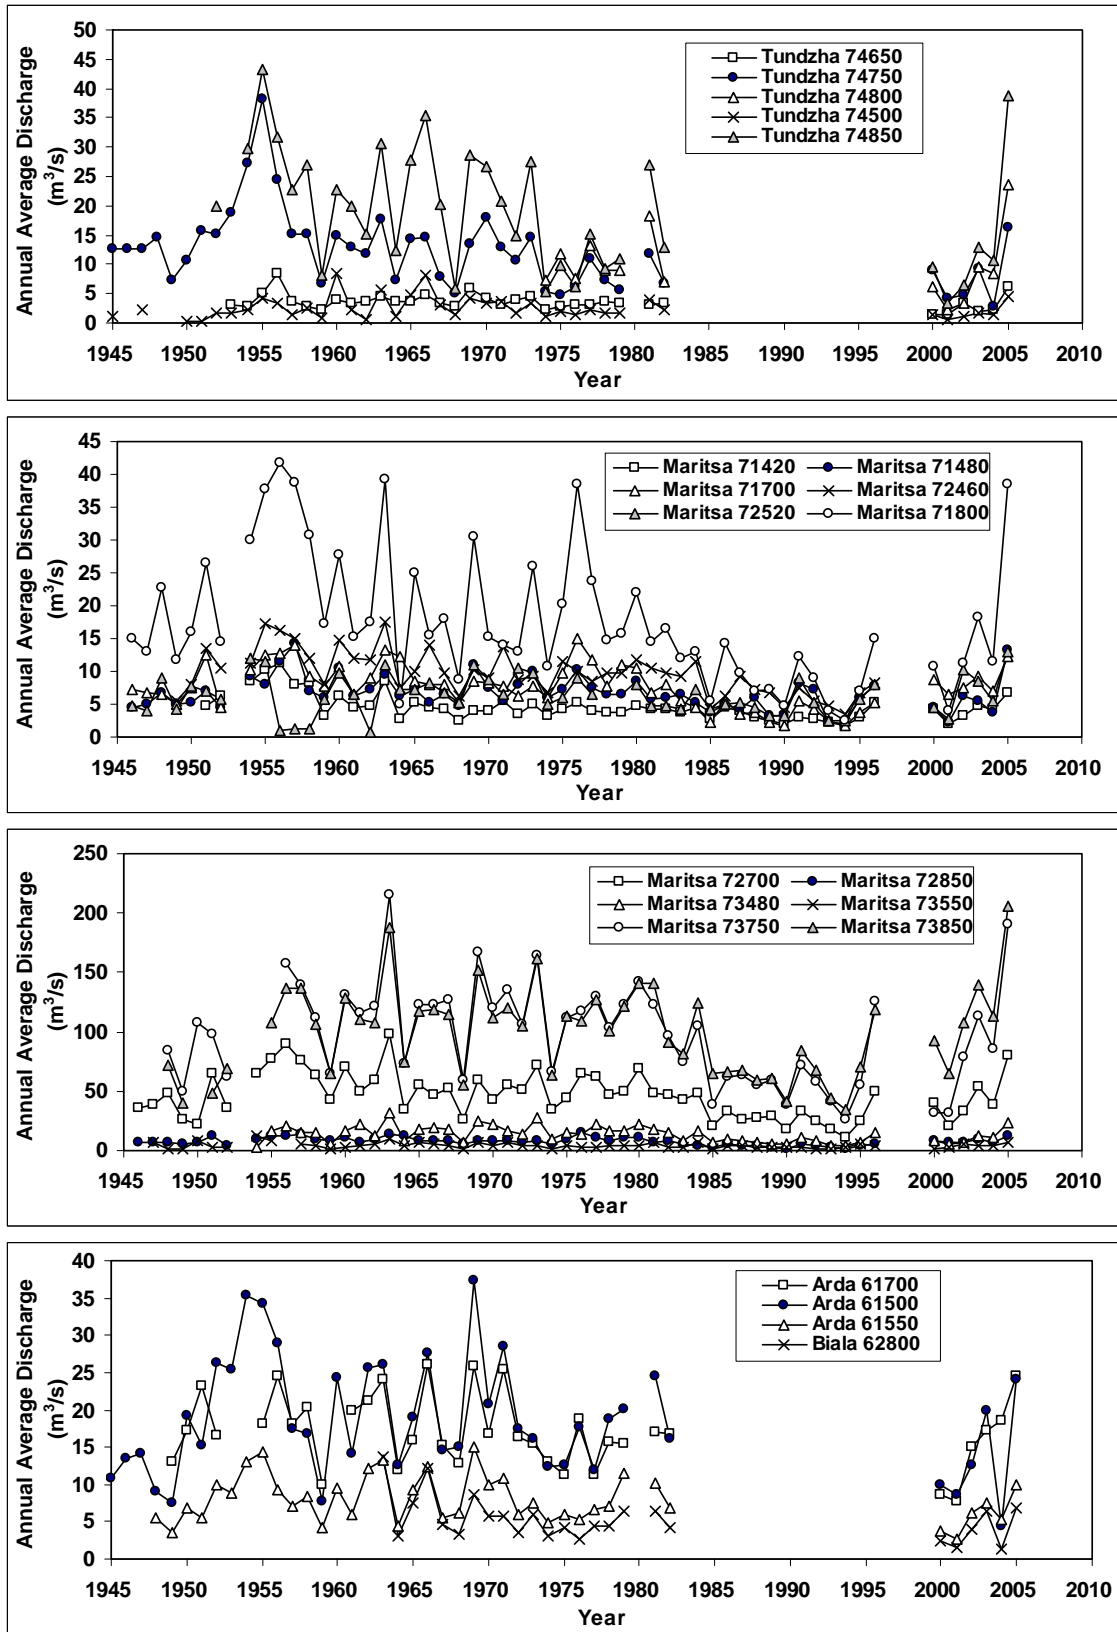 Annual Average Discharge
(m³/s)
50
45
40
35
30
25
20
15
10
5
0
Tundzha 74650
Tundzha 74750
Tundzha 74800
Tundzha 74500
Tundzha 74850
1945 1950 1955 1960 1965 1970 1975 1980 1985 1990 1995 2000 2005 2010
Year
Annual Average Discharge
(m³/s)
45
40
35
30
25
20
15
10
5
0
Maritsa 71420 Maritsa 71480
Maritsa 71700 Maritsa 72460
Maritsa 72520 Maritsa 71800
1945 1950 1955 1960 1965 1970 1975 1980 1985 1990 1995 2000 2005 2010
Year
Annual Average Discharge
(m³/s)
250
200
150
100
50
0
Maritsa 72700 Maritsa 72850
Maritsa 73480 Maritsa 73550
Maritsa 73750 Maritsa 73850
1945 1950 1955 1960 1965 1970 1975 1980 1985 1990 1995 2000 2005 2010
Year
Annual Average Discharge
(m³/s)
40
35
30
25
20
15
10
5
0
Arda 61700
Arda 61500
Arda 61550
Biala 62800
1945 1950 1955 1960 1965 1970 1975 1980 1985 1990 1995 2000 2005 2010
Year